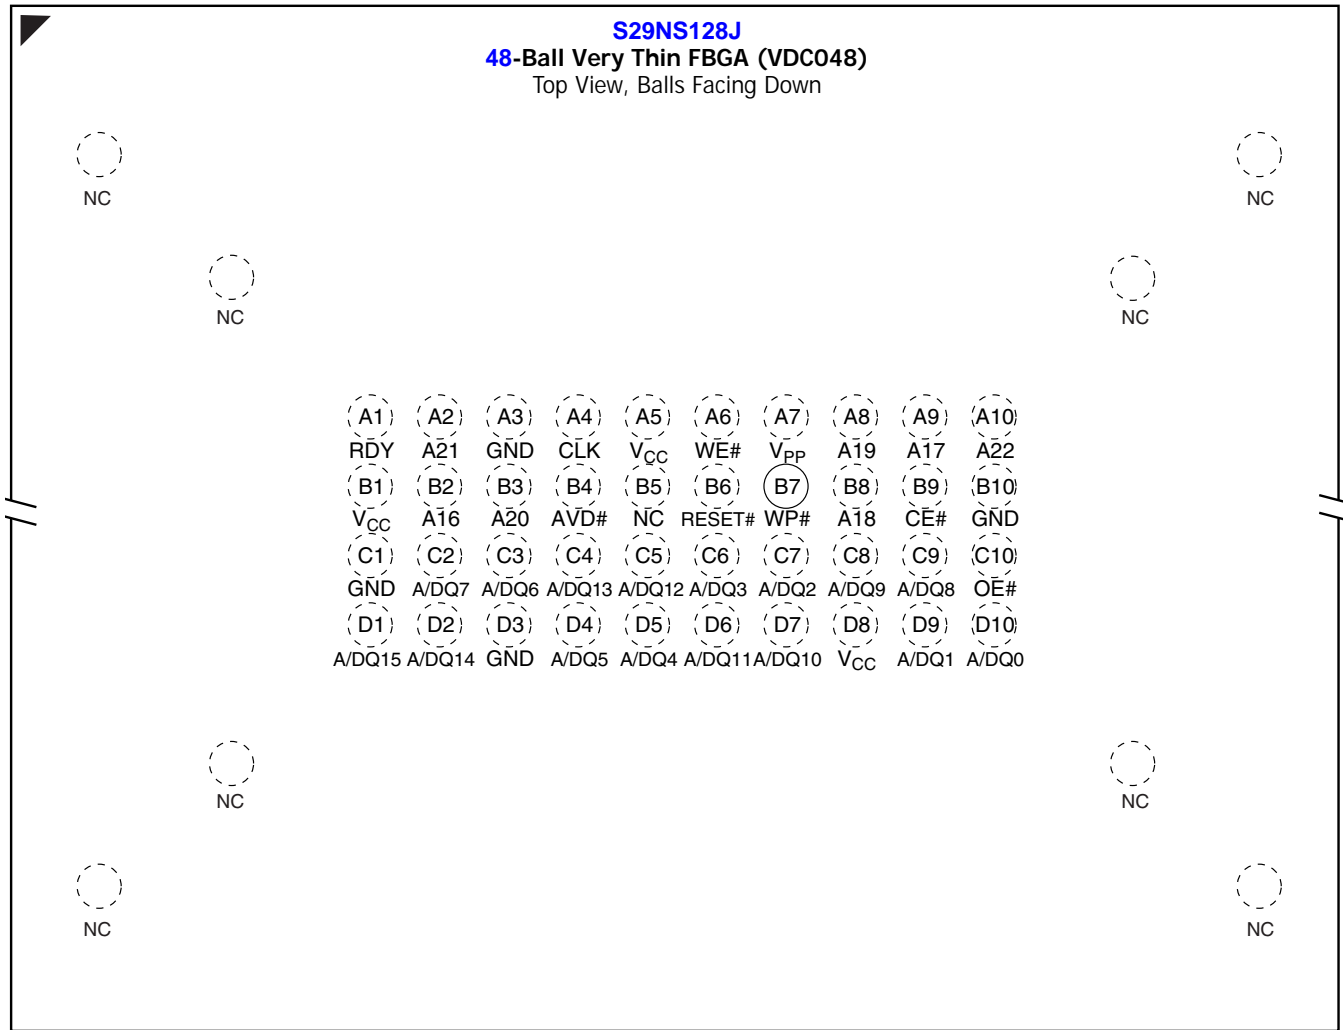 S29NS128J
48-Ball Very Thin FBGA (VDC048)
Top View, Balls Facing Down
NC NC
NC NC
A1 A2 A3 A4 A5 A6 A7 A8 A9 A10
RDY A21 GND CLK VCC WE# VPP A19 A17 A22
B1 B2 B3 B4 B5 B6 B7 B8 B9 B10
VCC A16 A20 AVD# NC RESET# WP# A18 CE# GND
C1 C2 C3 C4 C5 C6 C7 C8 C9 C10
GND A/DQ7 A/DQ6 A/DQ13 A/DQ12 A/DQ3 A/DQ2 A/DQ9 A/DQ8 OE#
D1 D2 D3 D4 D5 D6 D7 D8 D9 D10
A/DQ15 A/DQ14 GND A/DQ5 A/DQ4 A/DQ11 A/DQ10 VCC A/DQ1 A/DQ0
NC NC
NC NC